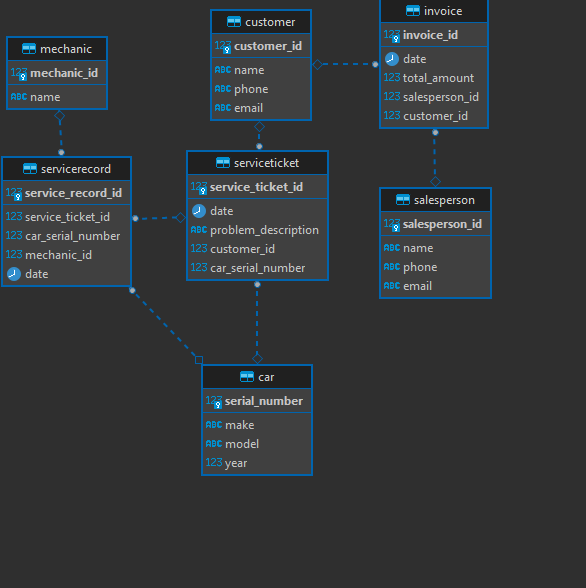 mechanic
123 mechanic_id
ABC name
customer
123 customer_id
ABC name
ABC phone
ABC email
invoice
123 invoice_id
date
123 total_amount
123 salesperson_id
123 customer_id
servicerecord
123 service_record_id
123 service_ticket_id
123 car_serial_number
123 mechanic_id
date
serviceticket
123 service_ticket_id
date
ABC problem_description
123 customer_id
123 car_serial_number
salesperson
123 salesperson_id
ABC name
ABC phone
ABC email
car
123 serial_number
ABC make
ABC model
123 year